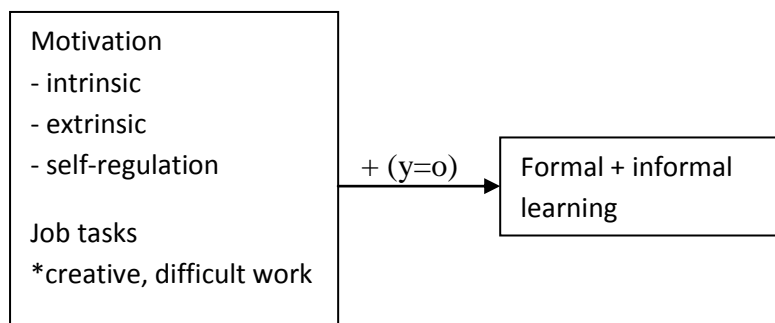 Motivation
- intrinsic
- extrinsic
- self-regulation
+ (y=o)
Formal + informal
learning
Job tasks
*creative, difficult work